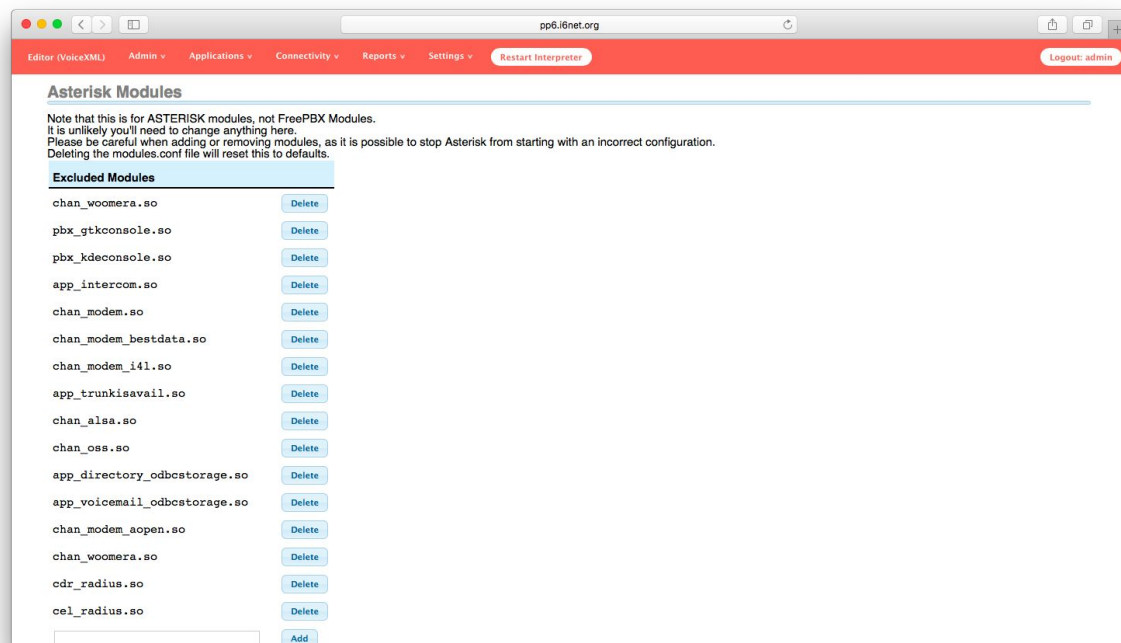 pp6.i6net.org
Editor (VoiceXML) Admin v Applications v Connectivity v Reports v Settings v Restart Interpreter Logout: admin
Asterisk Modules
Note that this is for ASTERISK modules, not FreePBX Modules.
It is unlikely you'll need to change anything here.
Please be careful when adding or removing modules, as it is possible to stop Asterisk from starting with an incorrect configuration.
Deleting the modules.conf file will reset this to defaults.
Excluded Modules
chan_woomera.so Delete
pbx_gtkconsole.so Delete
pbx_kdeconsole.so Delete
app_intercom.so Delete
chan_modem.so Delete
chan_modem_bestdata.so Delete
chan_modem_i4l.so Delete
app_trunkisavail.so Delete
chan_alsa.so Delete
chan_oss.so Delete
app_directory_odbcstorage.so Delete
app_voicemail_odbcstorage.so Delete
chan_modem_aopen.so Delete
chan_woomera.so Delete
cdr_radius.so Delete
cel_radius.so Delete
Add